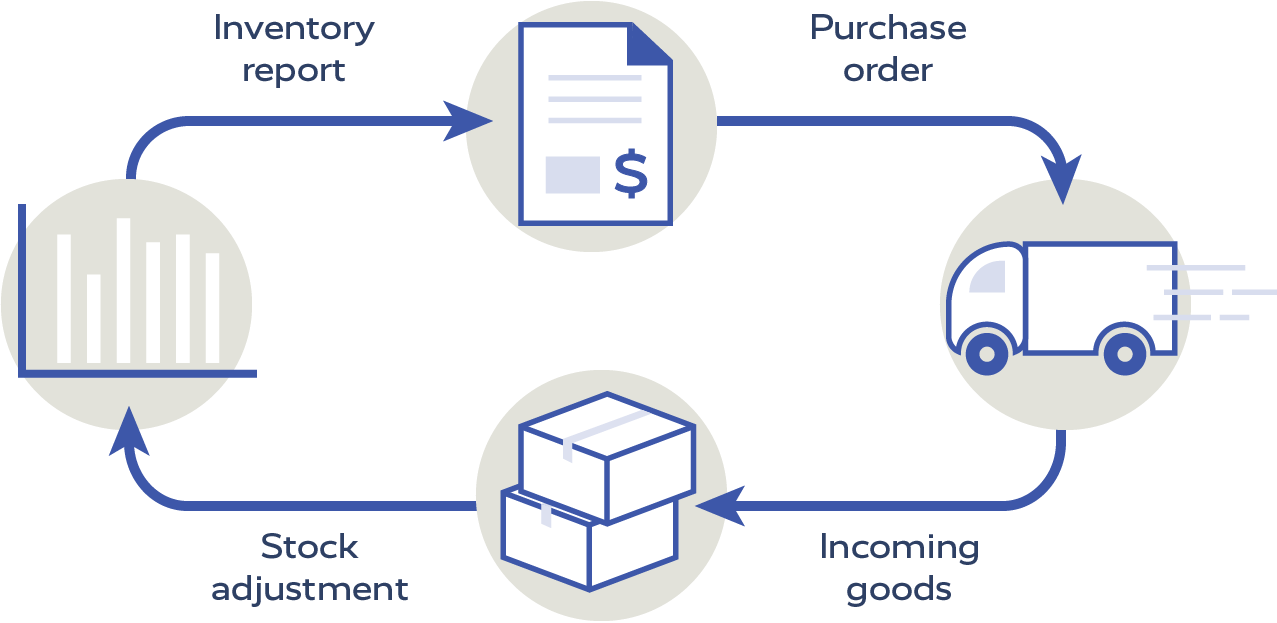 Inventory
report
Purchase
order
$
Stock
adjustment
Incoming
goods